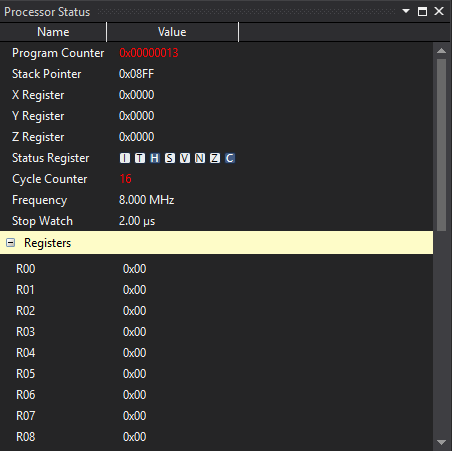 Processor Status
Name Value
Program Counter 0x00000013
Stack Pointer 0x08FF
X Register 0x0000
Y Register 0x0000
Z Register 0x0000
Status Register I T H S V N Z C
Cycle Counter 16
Frequency 8.000 MHz
Stop Watch 2.00 µs
Registers
R00 0x00
R01 0x00
R02 0x00
R03 0x00
R04 0x00
R05 0x00
R06 0x00
R07 0x00
R08 0x00